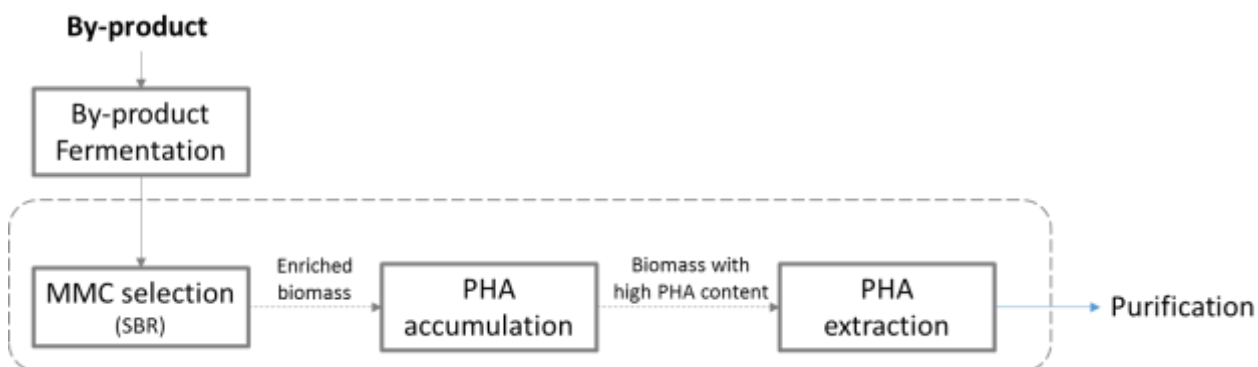 By-product
By-product
Fermentation
MMC selection
(SBR)
Enriched
biomass
PHA
accumulation
Biomass with
high PHA content
PHA
extraction
Purification